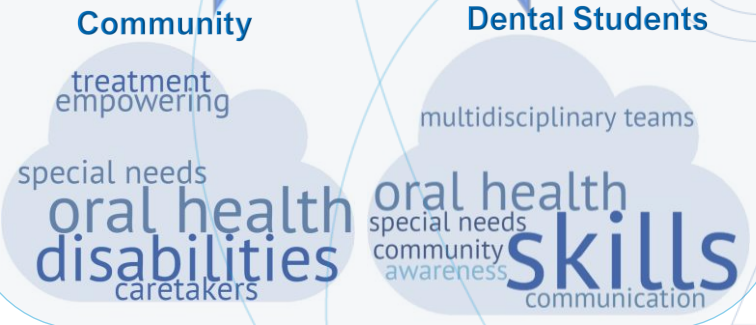 Community
treatment
empowering
special needs
oral health
disabilities
caretakers
Dental Students
multidisciplinary teams
oral health
special needs
community
awareness
skills
communication